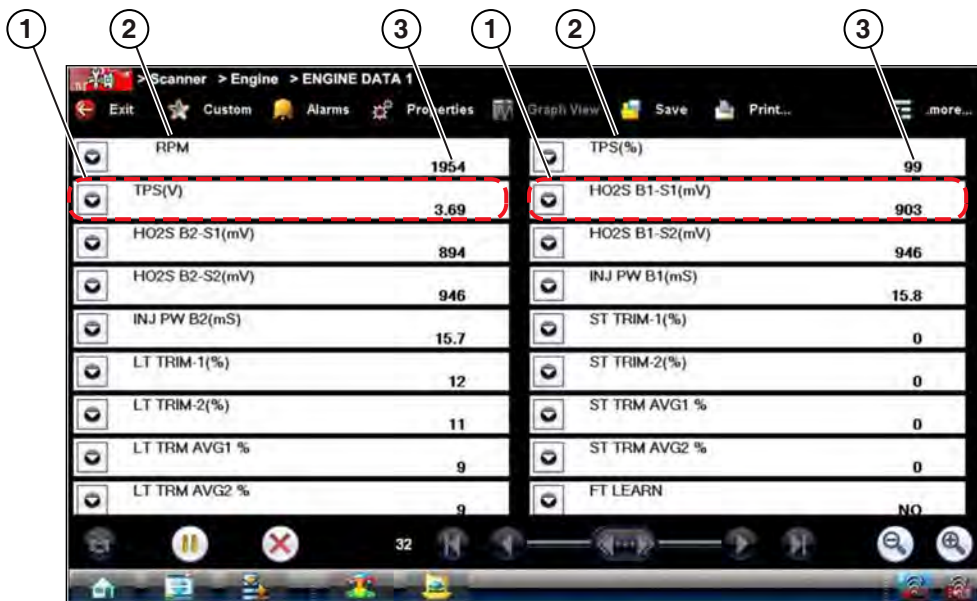 1 2 3 1 2 3
> Scanner > Engine > ENGINE DATA 1
Exit Custom Alarms Properties Graph View Save Print... .more...
RPM 1954 TPS(%) 99
TPS(V) 3.69 HO2S B1-S1(mV) 903
HO2S B2-S1(mV) 894 HO2S B1-S2(mV) 946
HO2S B2-S2(mV) 946 INJ PW B1(mS) 15.8
INJ PW B2(mS) 15.7 ST TRIM-1(%) 0
LT TRIM-1(%) 12 ST TRIM-2(%) 0
LT TRIM-2(%) 11 ST TRM AVG1 % 0
LT TRM AVG1 % 9 ST TRM AVG2 % 0
LT TRM AVG2 % 9 FT LEARN NO
32